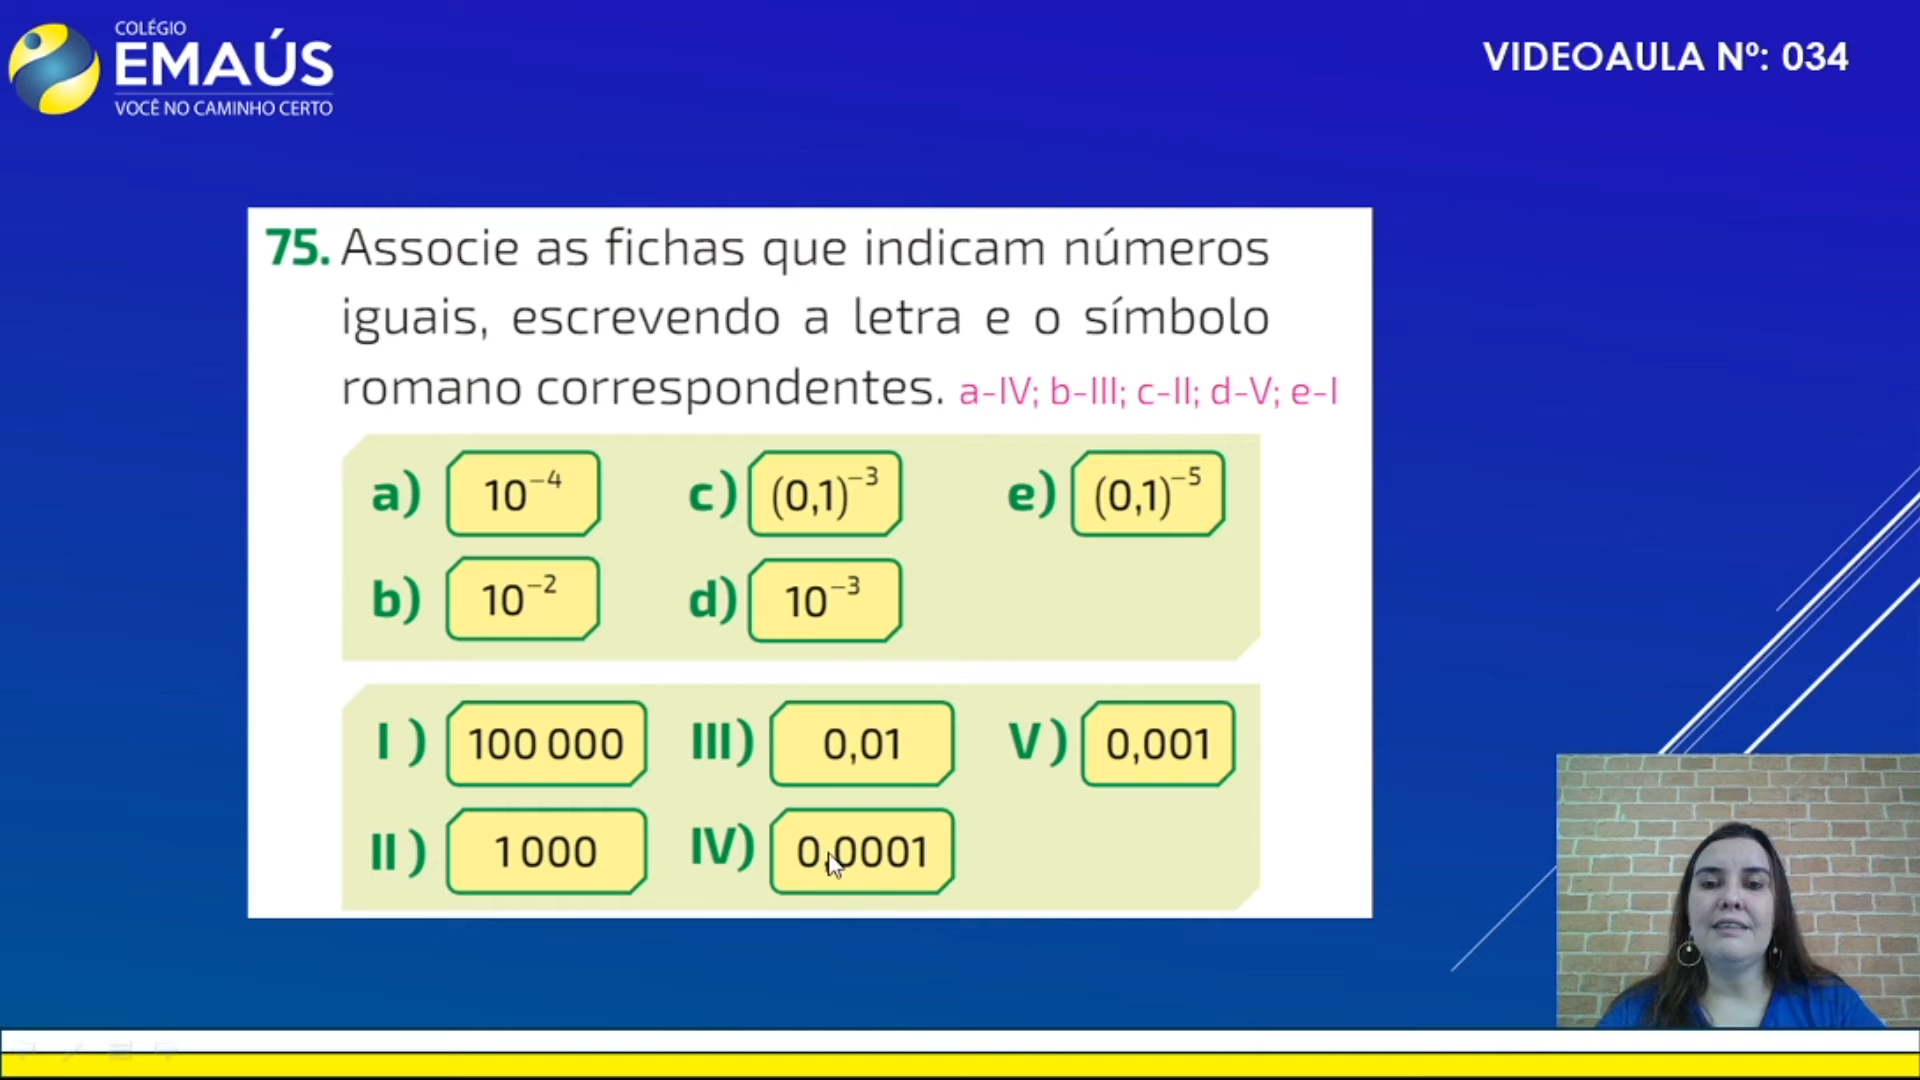 COLÉGIO
EMAÚS
VOCÊ NO CAMINHO CERTO
VIDEOAULA Nº: 034
75. Associe as fichas que indicam números
iguais, escrevendo a letra e o símbolo
romano correspondentes. a-IV; b-III; c-II; d-V; e-I
a) 10⁻⁴ c) (0,1)⁻³ e) (0,1)⁻⁵
b) 10⁻² d) 10⁻³
I) 100 000 III) 0,01 V) 0,001
II) 1 000 IV) 0,0001